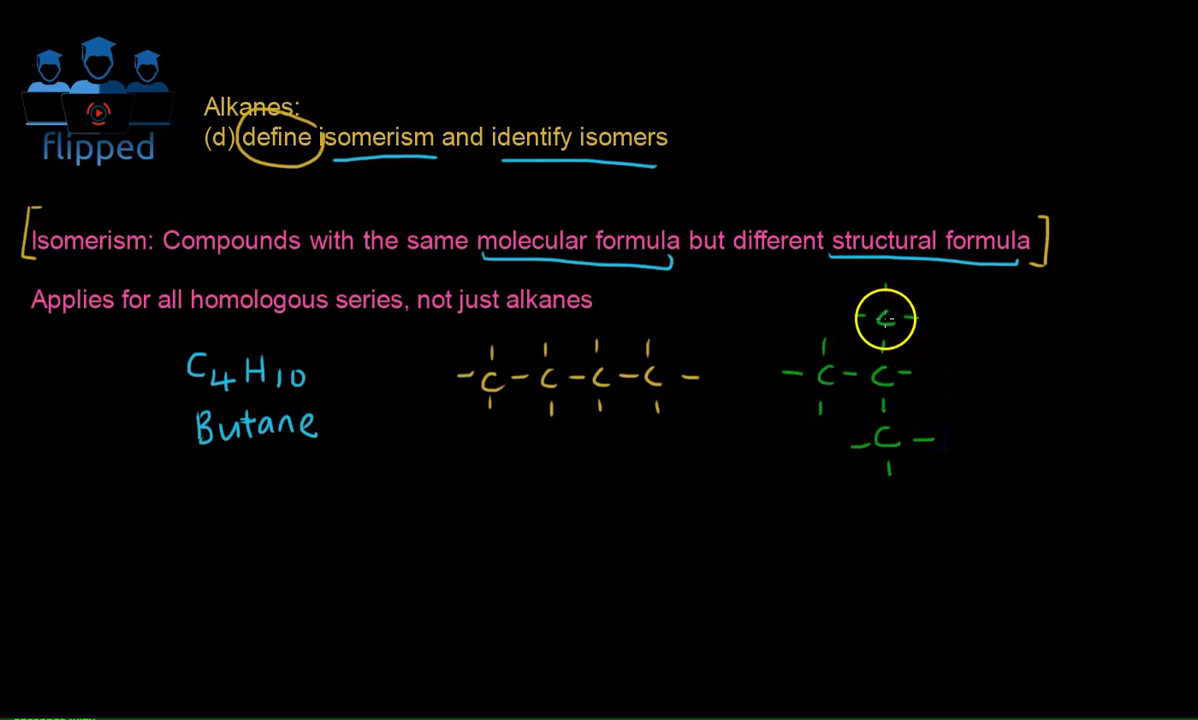 flipped
Alkanes:
(d) define isomerism and identify isomers
Isomerism: Compounds with the same molecular formula but different structural formula
Applies for all homologous series, not just alkanes
C
C4H10
C - C - C - C
C - C
Butane
C